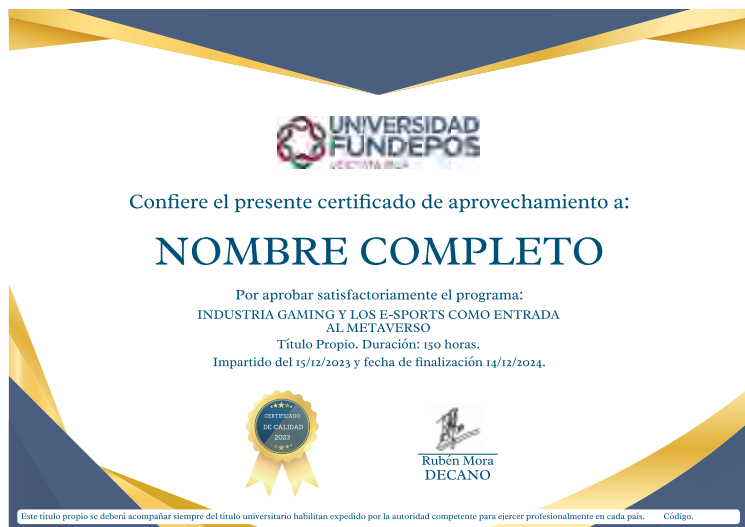 UNIVERSIDAD
FUNDEPOS
Confiere el presente certificado de aprovechamiento a:
NOMBRE COMPLETO
Por aprobar satisfactoriamente el programa:
INDUSTRIA GAMING Y LOS E-SPORTS COMO ENTRADA
AL METAVERSO
Título Propio. Duración: 150 horas.
Impartido del 15/12/2023 y fecha de finalización 14/12/2024.
CERTIFICADO
DE CALIDAD
2023
Rubén Mora
DECANO
Este título propio se deberá acompañar siempre del título universitario habilitan expedido por la autoridad competente para ejercer profesionalmente en cada país. Código.